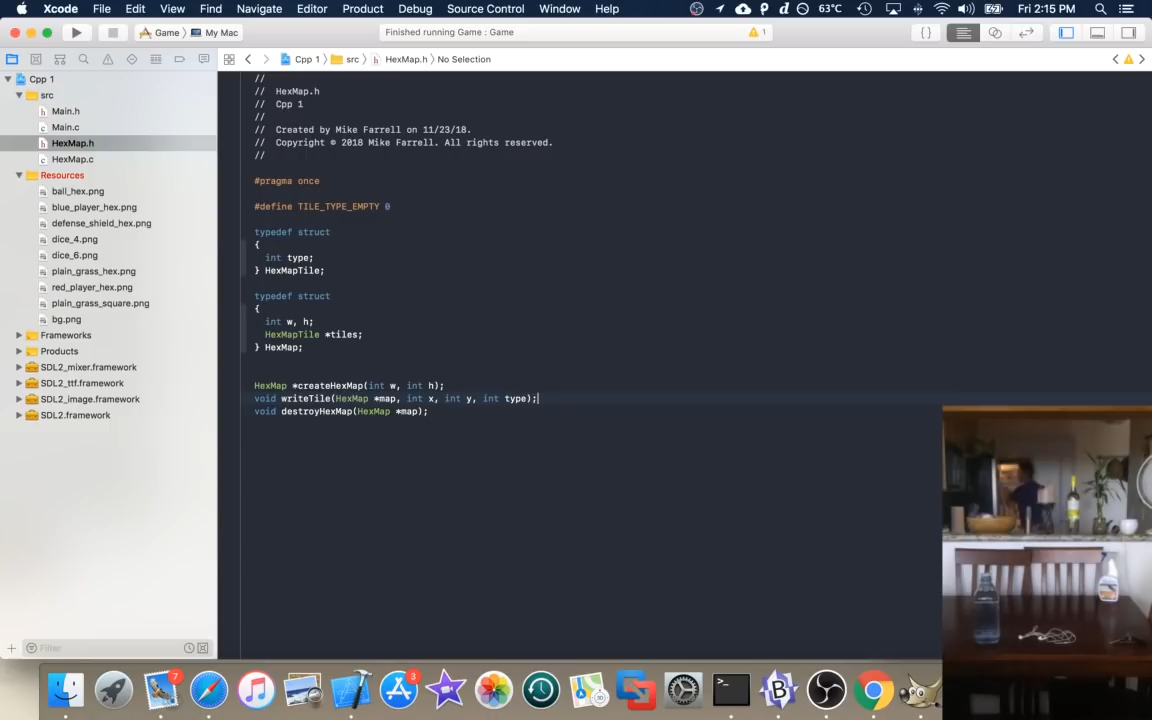 Xcode File Edit View Find Navigate Editor Product Debug Source Control Window Help 63°C Fri 2:15 PM
Game 〉 My Mac
Finished running Game : Game
1
Cpp 1 〉 src 〉 HexMap.h 〉 No Selection
Cpp 1
src
Main.h
Main.c
HexMap.h
HexMap.c
Resources
ball_hex.png
blue_player_hex.png
defense_shield_hex.png
dice_4.png
dice_6.png
plain_grass_hex.png
red_player_hex.png
plain_grass_square.png
bg.png
Frameworks
Products
SDL2_mixer.framework
SDL2_ttf.framework
SDL2_image.framework
SDL2.framework
Filter
//
// HexMap.h
// Cpp 1
//
// Created by Mike Farrell on 11/23/18.
// Copyright © 2018 Mike Farrell. All rights reserved.
//
#pragma once
#define TILE_TYPE_EMPTY 0
typedef struct
{
int type;
} HexMapTile;
typedef struct
{
int w, h;
HexMapTile *tiles;
} HexMap;
HexMap *createHexMap(int w, int h);
void writeTile(HexMap *map, int x, int y, int type);
void destroyHexMap(HexMap *map);
7
3